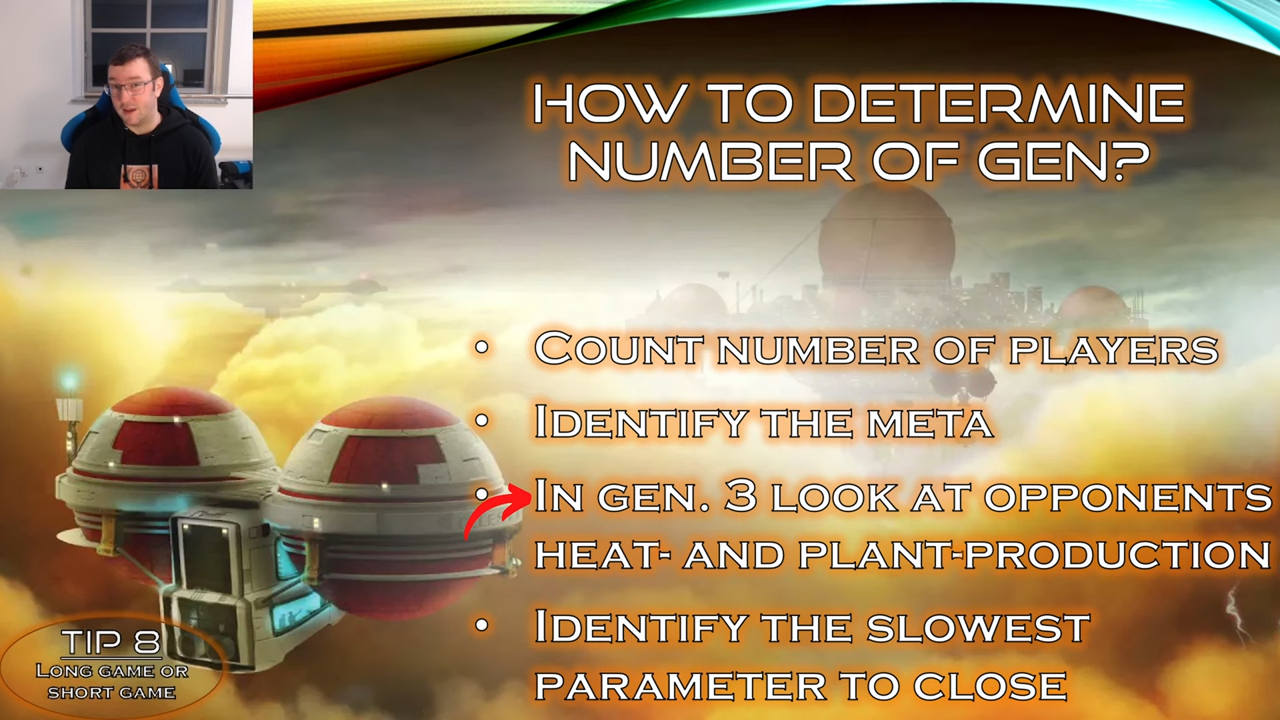 HOW TO DETERMINE
NUMBER OF GEN?
• COUNT NUMBER OF PLAYERS
• IDENTIFY THE META
• IN GEN. 3 LOOK AT OPPONENTS
HEAT- AND PLANT-PRODUCTION
• IDENTIFY THE SLOWEST
PARAMETER TO CLOSE
TIP 8
LONG GAME OR
SHORT GAME